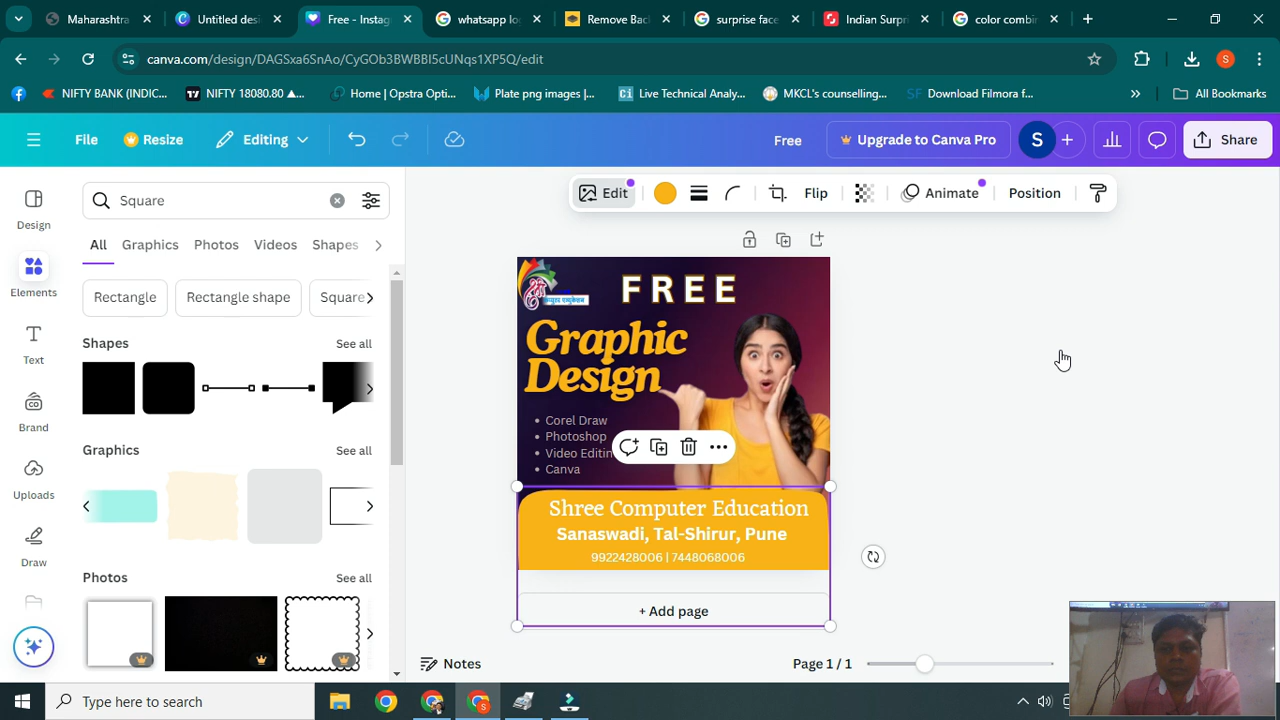 Maharashtra
Untitled desi
Free - Instag
whatsapp lo
Remove Bac
surprise face
Indian Surpr
color combin
canva.com/design/DAGSxa6SnAo/CyGOb3BWBBI5cUNqs1XP5Q/edit
S
NIFTY BANK (INDIC...
NIFTY 18080.80 ▲...
Home | Opstra Opti...
Plate png images |...
Live Technical Analy...
MKCL's counselling...
Download Filmora f...
All Bookmarks
File
Resize
Editing
Free
Upgrade to Canva Pro
S
Share
Design
Elements
Text
Brand
Uploads
Draw
Square
All
Graphics
Photos
Videos
Shapes
Rectangle
Rectangle shape
Square
Shapes
See all
Graphics
See all
Photos
See all
Edit
Flip
Animate
Position
श्री
कॉम्प्युटर एज्युकेशन
FREE
Graphic
Design
Corel Draw
Photoshop
Video Editin
Canva
Shree Computer Education
Sanaswadi, Tal-Shirur, Pune
9922428006 | 7448068006
+ Add page
Notes
Page 1 / 1
Type here to search